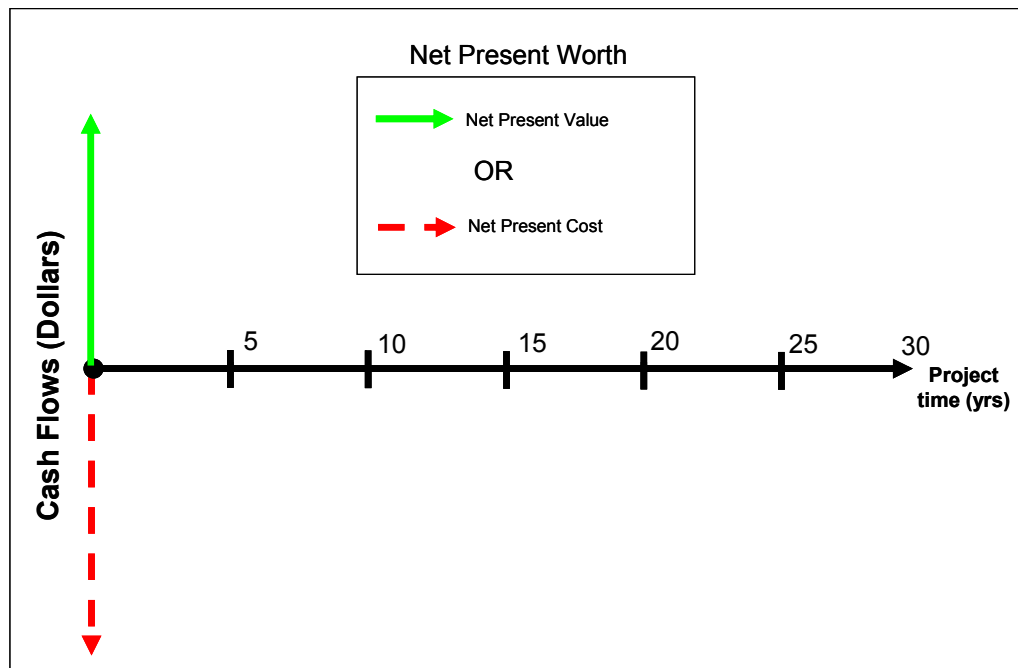 Net Present Worth
Net Present Value
OR
Net Present Cost
Cash Flows (Dollars)
5
10
15
20
25
30
Project
time (yrs)